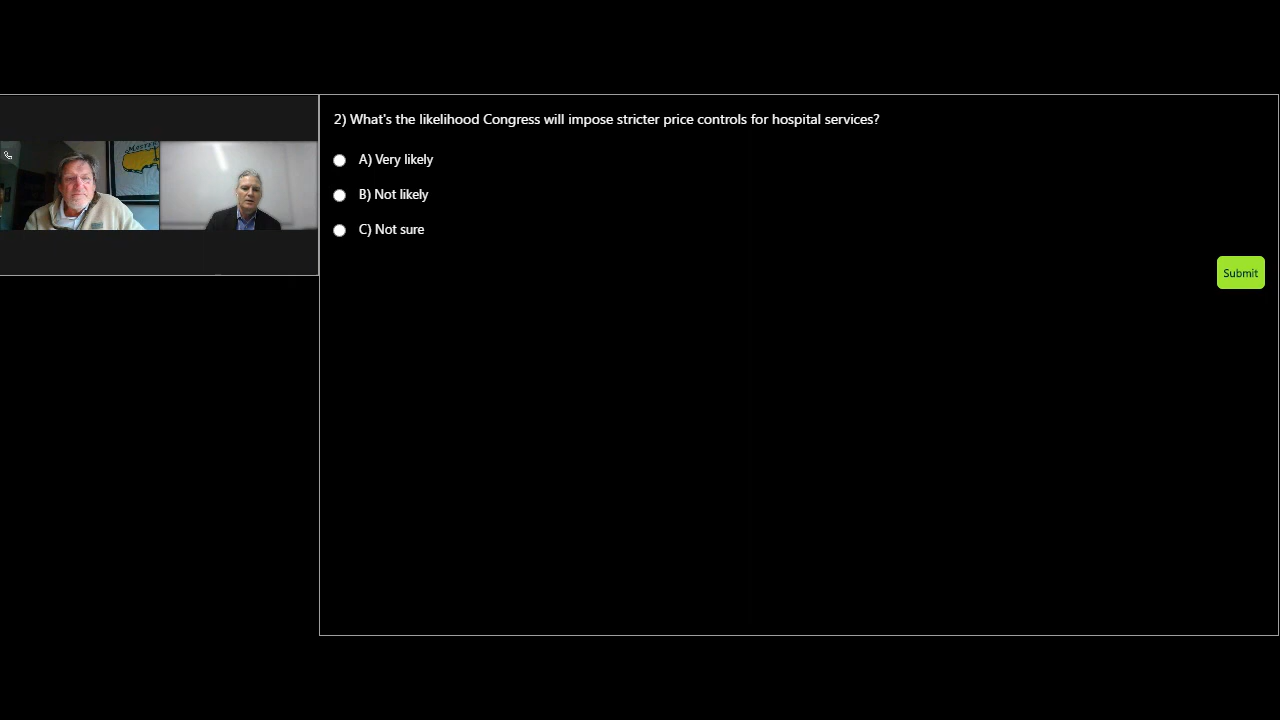 MASTERS
2) What's the likelihood Congress will impose stricter price controls for hospital services?
A) Very likely
B) Not likely
C) Not sure
Submit